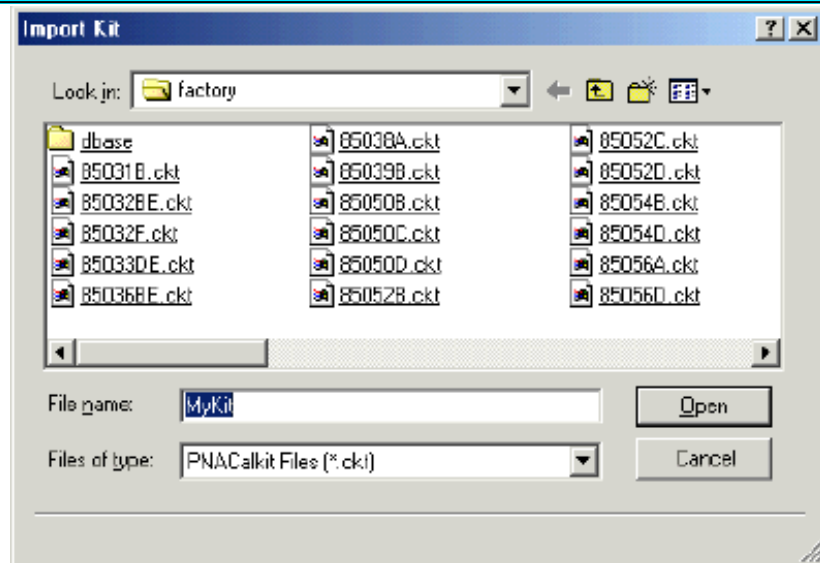 Import Kit
Look in: factory
dbase
85031B.ckt
85032BE.ckt
85032F.ckt
85033DE.ckt
85036BE.ckt
85038A.ckt
85039B.ckt
85050B.ckt
85050C.ckt
85050D.ckt
85052B.ckt
85052C.ckt
85052D.ckt
85054B.ckt
85054D.ckt
85056A.ckt
85056D.ckt
File name: MyKit
Open
Files of type: PNACalkit Files (*.ckt)
Cancel